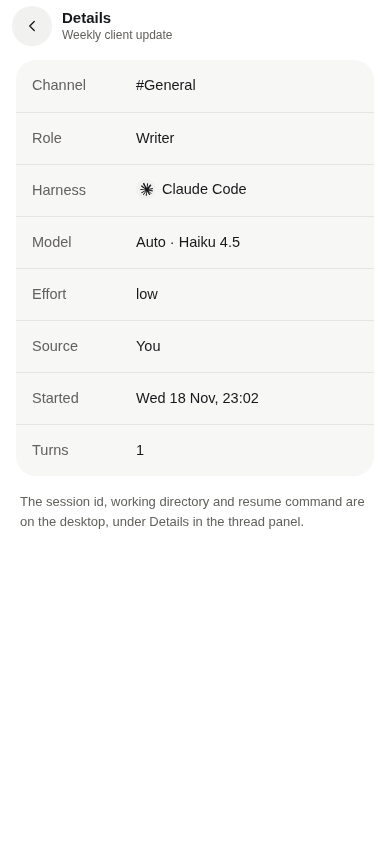 Details
Weekly client update
Channel #General
Role Writer
Harness Claude Code
Model Auto · Haiku 4.5
Effort low
Source You
Started Wed 18 Nov, 23:02
Turns 1
The session id, working directory and resume command are
on the desktop, under Details in the thread panel.